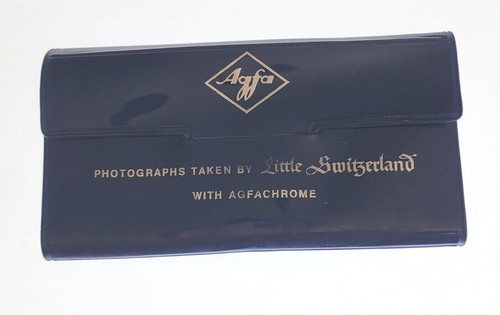 Agfa
PHOTOGRAPHS TAKEN BY Little Switzerland
WITH AGFACHROME